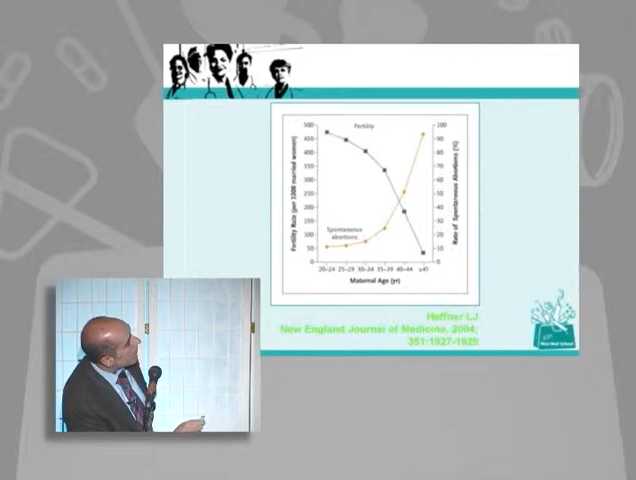 Fertility
Spontaneous
abortions
Fertility Rate (per 1000 married women)
500
450
400
350
300
250
200
150
100
50
0
100
90
80
70
60
50
40
30
20
10
0
Rate of Spontaneous Abortions (%)
20–24 25–29 30–34 35–39 40–44 ≥45
Maternal Age (yr)
Heffner LJ
New England Journal of Medicine, 2004;
351:1927-1929
Mini-Med School